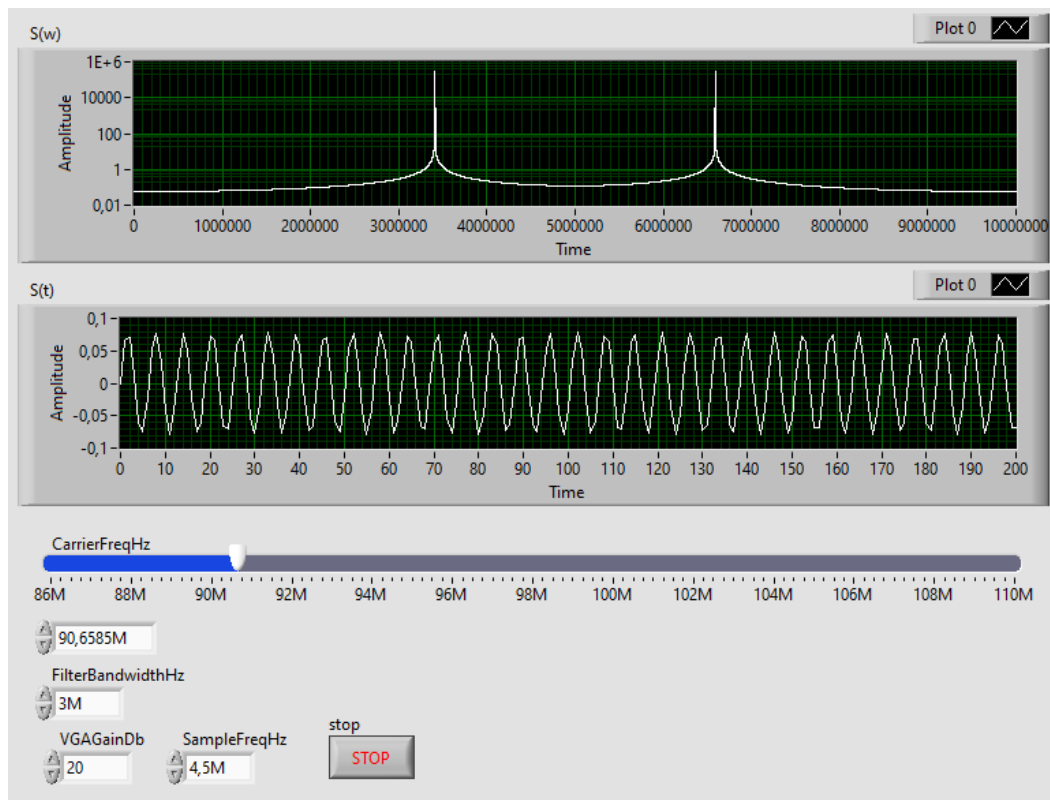 S(w)
Plot 0
1E+6
10000
100
1
0,01
Amplitude
0 1000000 2000000 3000000 4000000 5000000 6000000 7000000 8000000 9000000 10000000
Time
S(t)
Plot 0
0,1
0,05
0
-0,05
-0,1
Amplitude
0 10 20 30 40 50 60 70 80 90 100 110 120 130 140 150 160 170 180 190 200
Time
CarrierFreqHz
86M 88M 90M 92M 94M 96M 98M 100M 102M 104M 106M 108M 110M
90,6585M
FilterBandwidthHz
3M
VGAGainDb SampleFreqHz stop
20 4,5M STOP